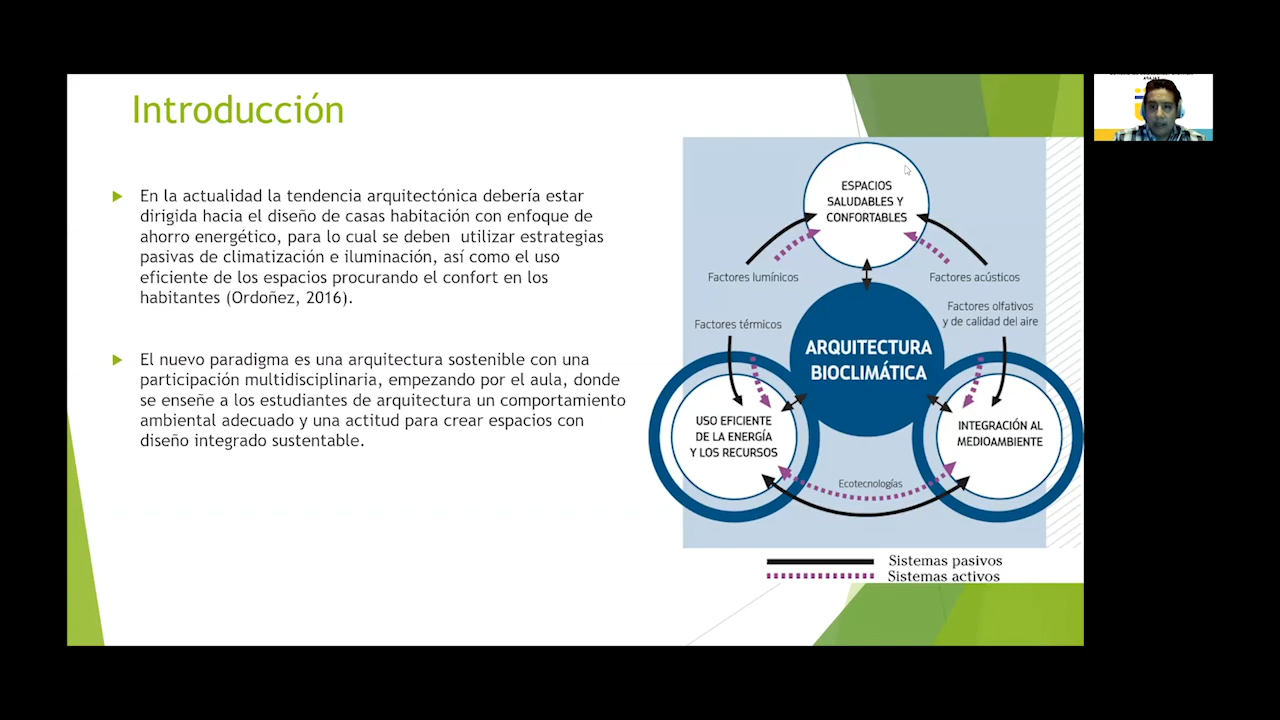 Introducción
En la actualidad la tendencia arquitectónica debería estar
dirigida hacia el diseño de casas habitación con enfoque de
ahorro energético, para lo cual se deben utilizar estrategias
pasivas de climatización e iluminación, así como el uso
eficiente de los espacios procurando el confort en los
habitantes (Ordoñez, 2016).
El nuevo paradigma es una arquitectura sostenible con una
participación multidisciplinaria, empezando por el aula, donde
se enseñe a los estudiantes de arquitectura un comportamiento
ambiental adecuado y una actitud para crear espacios con
diseño integrado sustentable.
ESPACIOS
SALUDABLES Y
CONFORTABLES
Factores lumínicos
Factores acústicos
Factores olfativos
y de calidad del aire
Factores térmicos
ARQUITECTURA
BIOCLIMÁTICA
USO EFICIENTE
DE LA ENERGÍA
Y LOS RECURSOS
INTEGRACIÓN AL
MEDIOAMBIENTE
Ecotecnologías
Sistemas pasivos
Sistemas activos